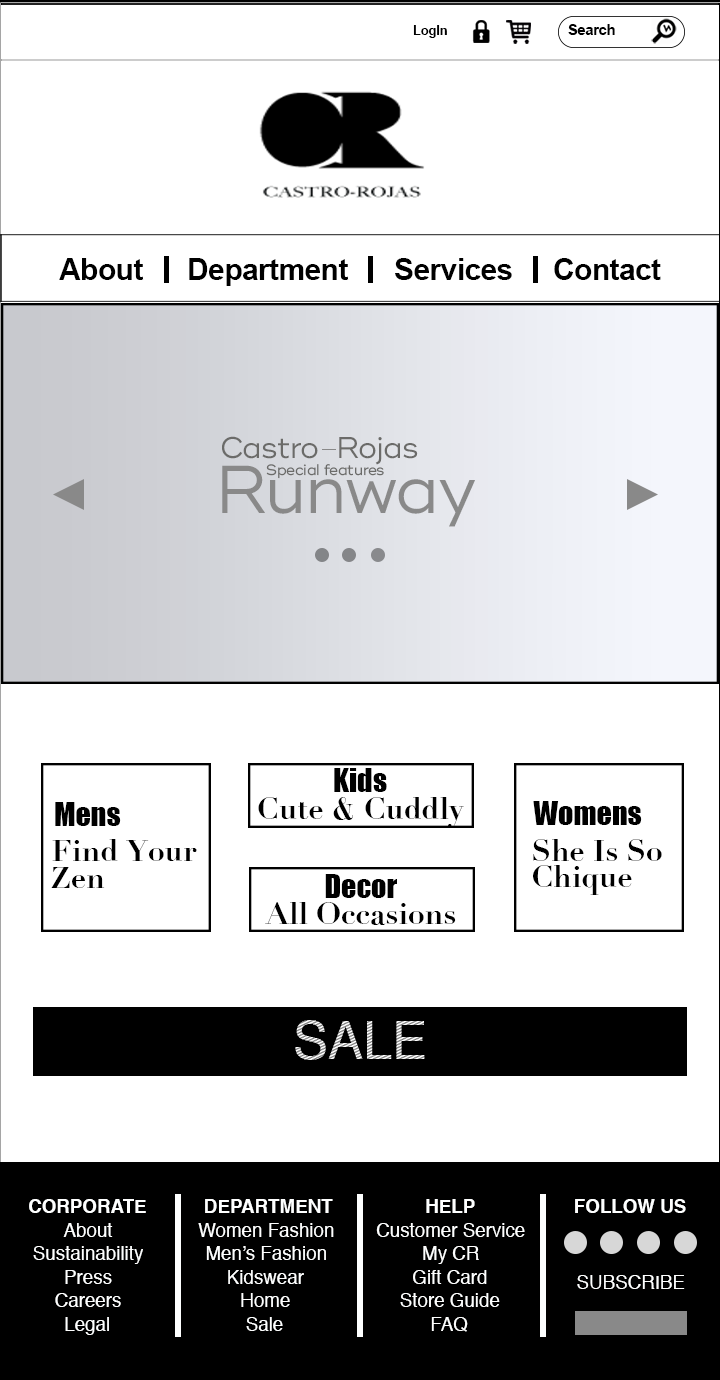 LogIn
Search
CR
CASTRO-ROJAS
About | Department | Services | Contact
Castro-Rojas
Special features
Runway
Mens
Find Your
Zen
Kids
Cute & Cuddly
Decor
All Occasions
Womens
She Is So
Chique
SALE
CORPORATE
About
Sustainability
Press
Careers
Legal
DEPARTMENT
Women Fashion
Men’s Fashion
Kidswear
Home
Sale
HELP
Customer Service
My CR
Gift Card
Store Guide
FAQ
FOLLOW US
SUBSCRIBE